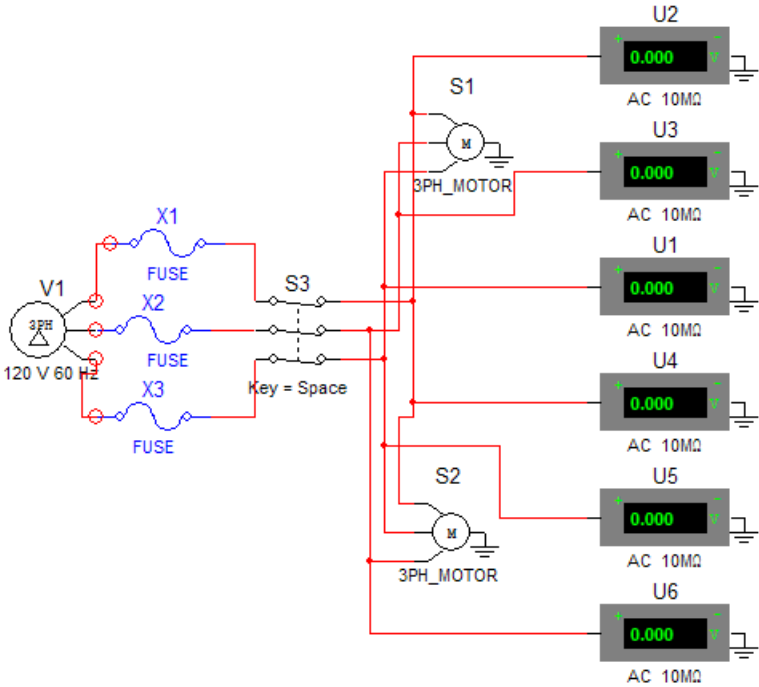 U2
+ -
0.000 V
AC 10MΩ
S1
M
3PH_MOTOR
U3
+ -
0.000 V
AC 10MΩ
X1
FUSE
U1
+ -
0.000 V
AC 10MΩ
V1
3PH
120 V 60 Hz
X2
FUSE
S3
Key = Space
X3
FUSE
U4
+ -
0.000 V
AC 10MΩ
S2
M
3PH_MOTOR
U5
+ -
0.000 V
AC 10MΩ
U6
+ -
0.000 V
AC 10MΩ